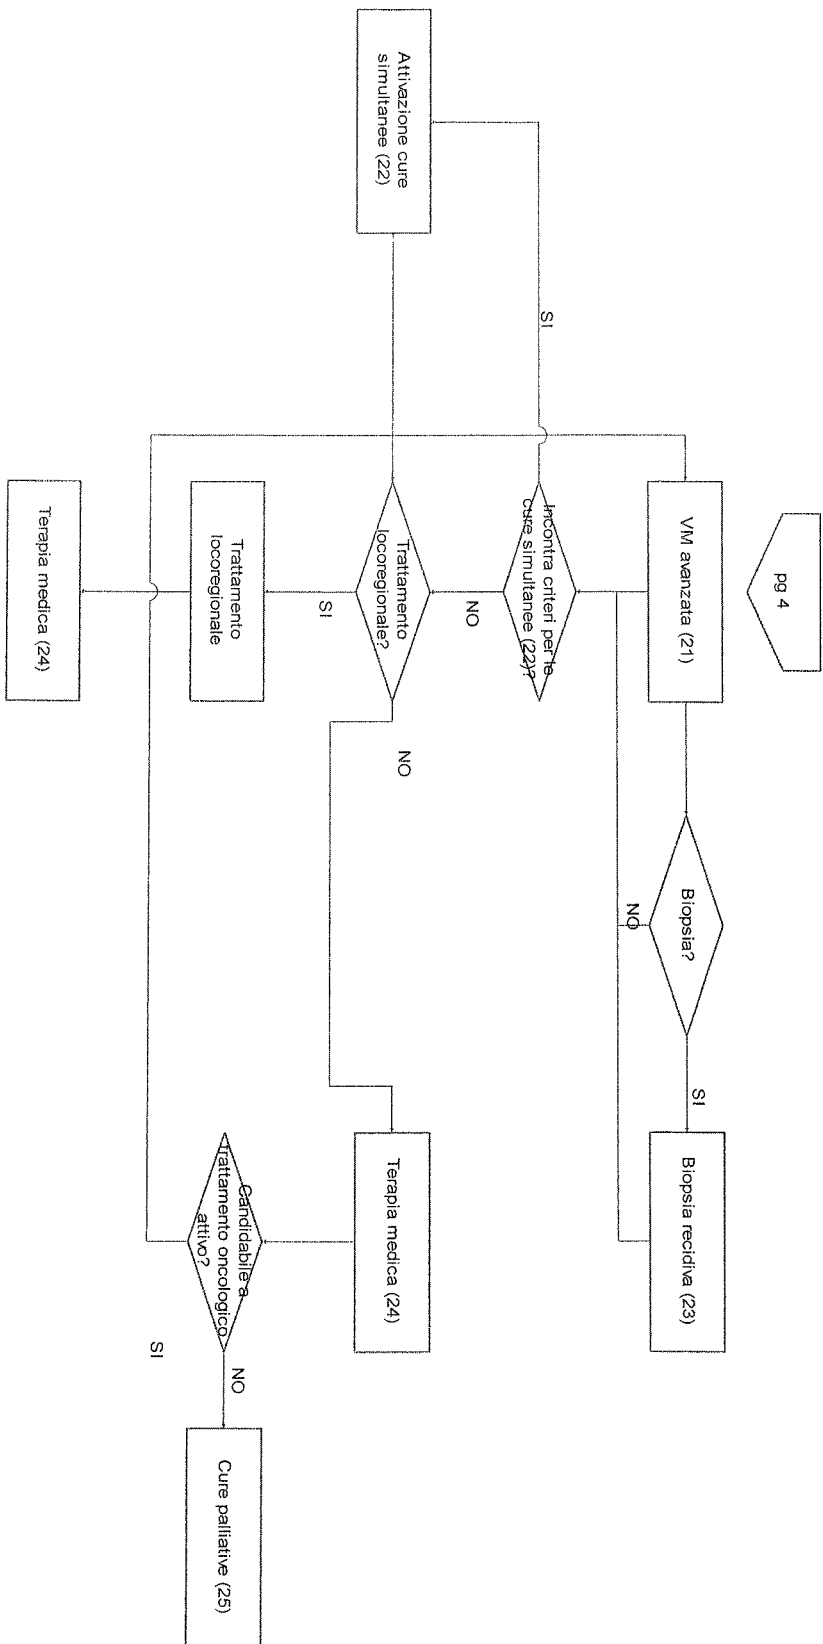 pg 4
VM avanzata (21)
Biopsia?
SI
Biopsia recidiva (23)
NO
Incontra criteri per le
cure simultanee (22)?
SI
Attivazione cure
simultanee (22)
NO
Trattamento
locoregionale?
NO
Terapia medica (24)
SI
Trattamento
locoregionale
Candidabile a
trattamento oncologico
attivo?
NO
Cure palliative (25)
SI
Terapia medica (24)